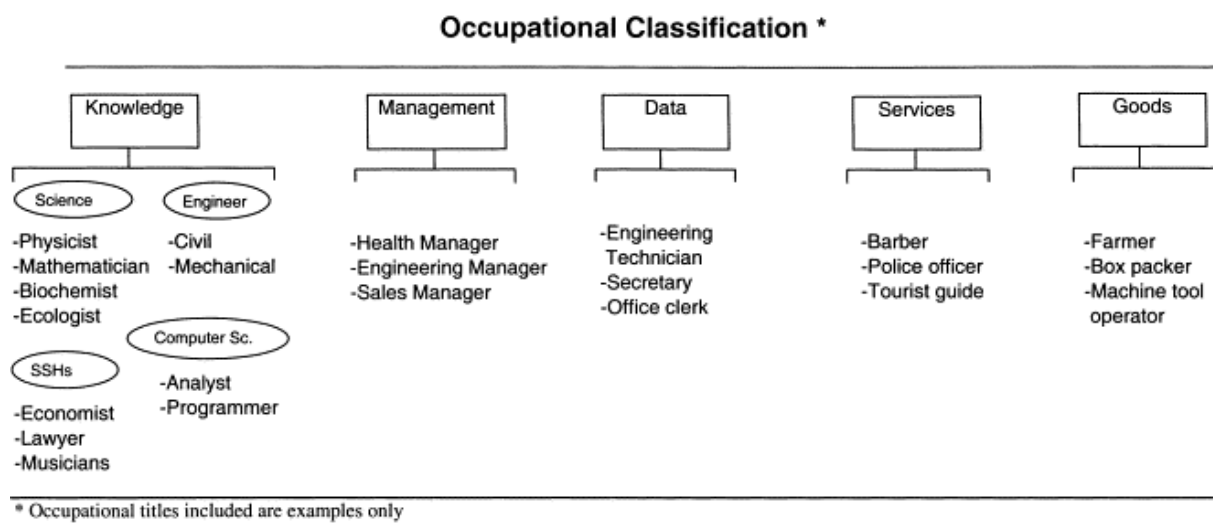 Occupational Classification *
Knowledge
Management
Data
Services
Goods
Science
Engineer
-Physicist
-Mathematician
-Biochemist
-Ecologist
-Civil
-Mechanical
Computer Sc.
-Analyst
-Programmer
SSHs
-Economist
-Lawyer
-Musicians
-Health Manager
-Engineering Manager
-Sales Manager
-Engineering
Technician
-Secretary
-Office clerk
-Barber
-Police officer
-Tourist guide
-Farmer
-Box packer
-Machine tool
operator
* Occupational titles included are examples only